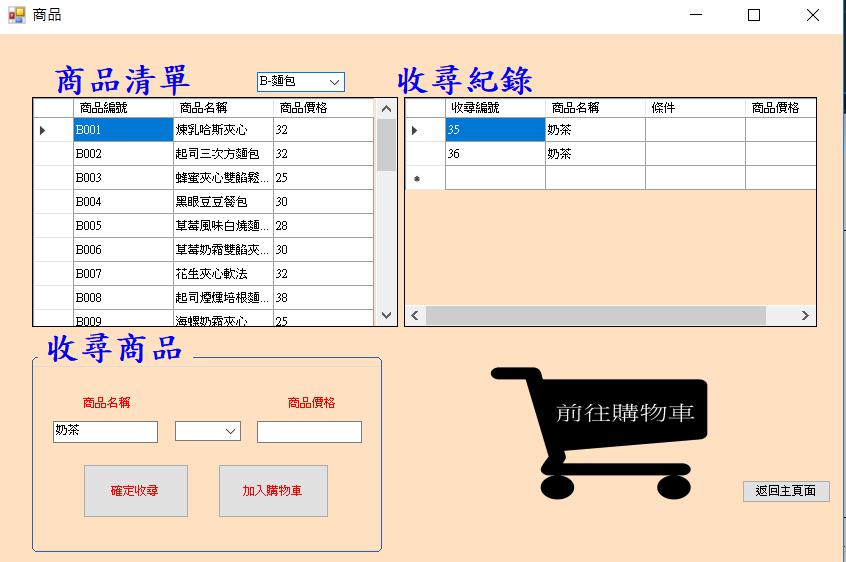 商品
商品清單
B-麵包
收尋紀錄
商品編號 商品名稱 商品價格
B001 煉乳哈斯夾心 32
B002 起司三次方麵包 32
B003 蜂蜜夾心雙餡鬆... 25
B004 黑眼豆豆餐包 30
B005 草莓風味白燒麵... 28
B006 草莓奶霜雙餡夾... 30
B007 花生夾心軟法 32
B008 起司煙燻培根麵... 38
B009 海螺奶霜夾心 25
收尋編號 商品名稱 條件 商品價格
35 奶茶
36 奶茶
收尋商品
商品名稱 商品價格
奶茶
確定收尋 加入購物車
前往購物車
返回主頁面